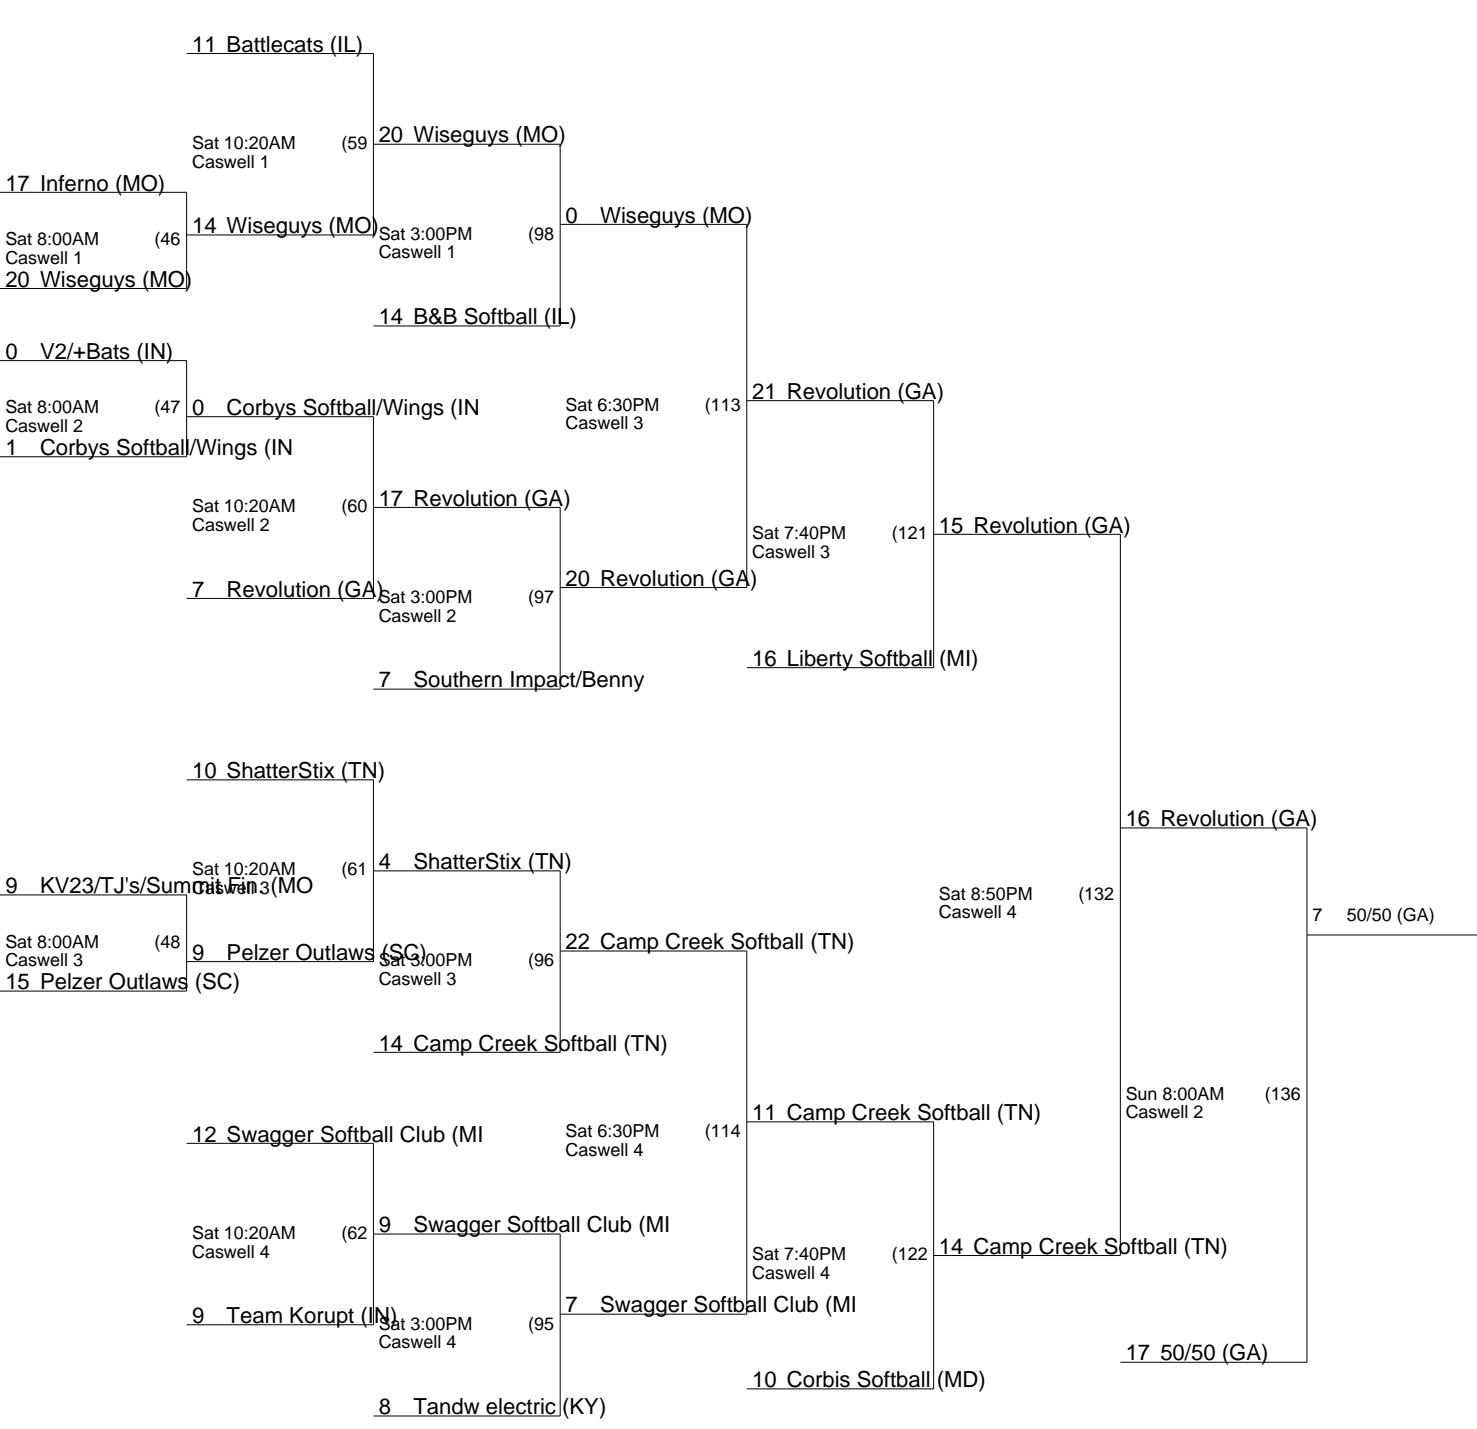 11 Battlecats (IL)
Sat 10:20AM (59
Caswell 1
20 Wiseguys (MO)
17 Inferno (MO)
Sat 8:00AM (46
Caswell 1
14 Wiseguys (MO)
20 Wiseguys (MO)
Sat 3:00PM (98
Caswell 1
0 Wiseguys (MO)
14 B&B Softball (IL)
0 V2/+Bats (IN)
Sat 8:00AM (47
Caswell 2
0 Corbys Softball/Wings (IN
1 Corbys Softball/Wings (IN
Sat 6:30PM (113
Caswell 3
21 Revolution (GA)
Sat 10:20AM (60
Caswell 2
17 Revolution (GA)
Sat 7:40PM (121
Caswell 3
15 Revolution (GA)
7 Revolution (GA)
Sat 3:00PM (97
Caswell 2
20 Revolution (GA)
16 Liberty Softball (MI)
7 Southern Impact/Benny
10 ShatterStix (TN)
16 Revolution (GA)
Sat 10:20AM (61
Caswell 3
4 ShatterStix (TN)
9 KV23/TJ's/Summit Fin. (MO
Sat 8:50PM (132
Caswell 4
7 50/50 (GA)
Sat 8:00AM (48
Caswell 3
9 Pelzer Outlaws (SC)
15 Pelzer Outlaws (SC)
Sat 3:00PM (96
Caswell 3
22 Camp Creek Softball (TN)
14 Camp Creek Softball (TN)
Sun 8:00AM (136
Caswell 2
11 Camp Creek Softball (TN)
12 Swagger Softball Club (MI
Sat 6:30PM (114
Caswell 4
Sat 10:20AM (62
Caswell 4
9 Swagger Softball Club (MI
Sat 7:40PM (122
Caswell 4
14 Camp Creek Softball (TN)
9 Team Korupt (IN)
Sat 3:00PM (95
Caswell 4
7 Swagger Softball Club (MI
17 50/50 (GA)
10 Corbis Softball (MD)
8 Tandw electric (KY)